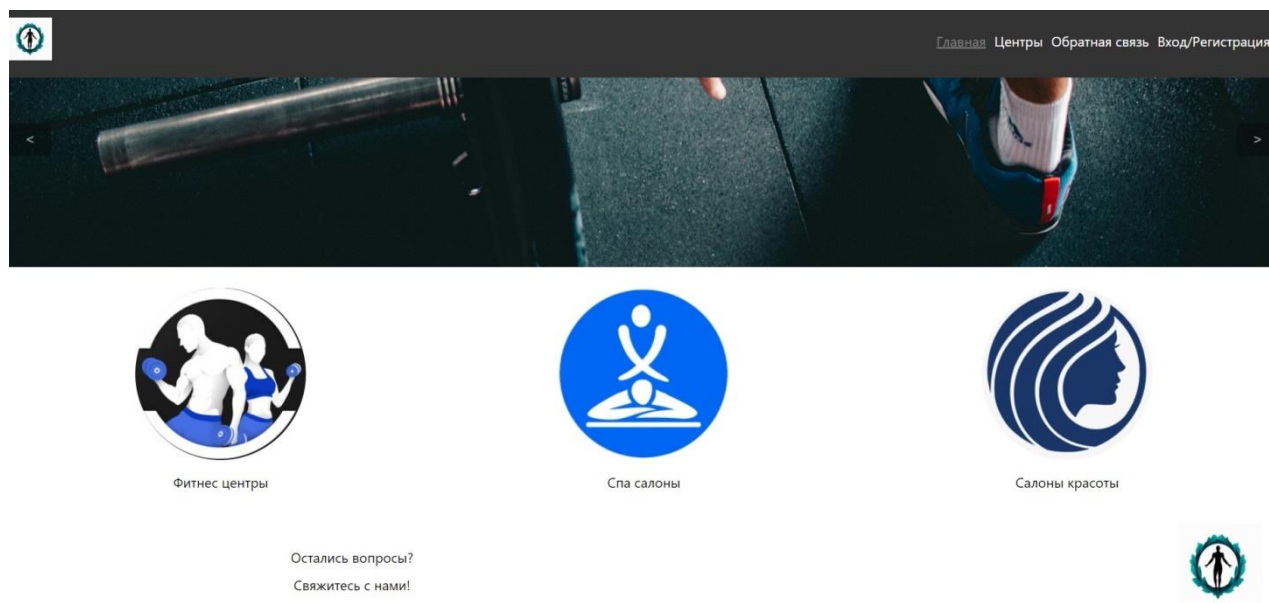 Главная Центры Обратная связь Вход/Регистрация
< >
Фитнес центры
Спа салоны
Салоны красоты
Остались вопросы?
Свяжитесь с нами!